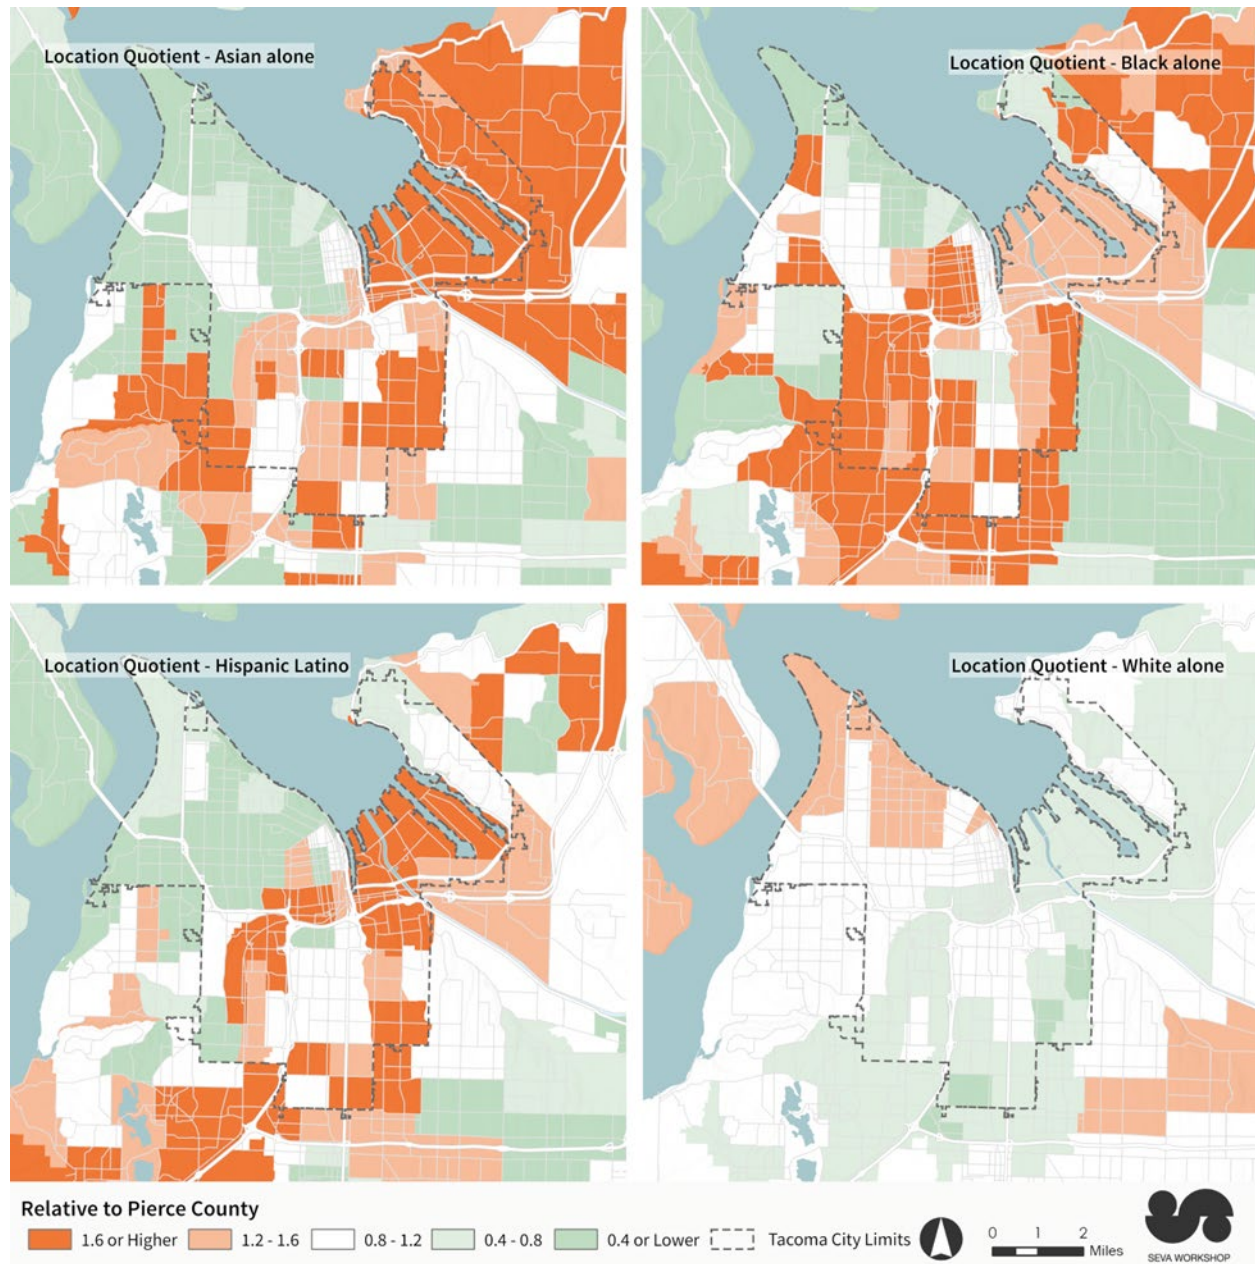 Location Quotient - Asian alone
Location Quotient - Black alone
Location Quotient - Hispanic Latino
Location Quotient - White alone
Relative to Pierce County
1.6 or Higher
1.2 - 1.6
0.8 - 1.2
0.4 - 0.8
0.4 or Lower
Tacoma City Limits
0 1 2
Miles
SEVA WORKSHOP